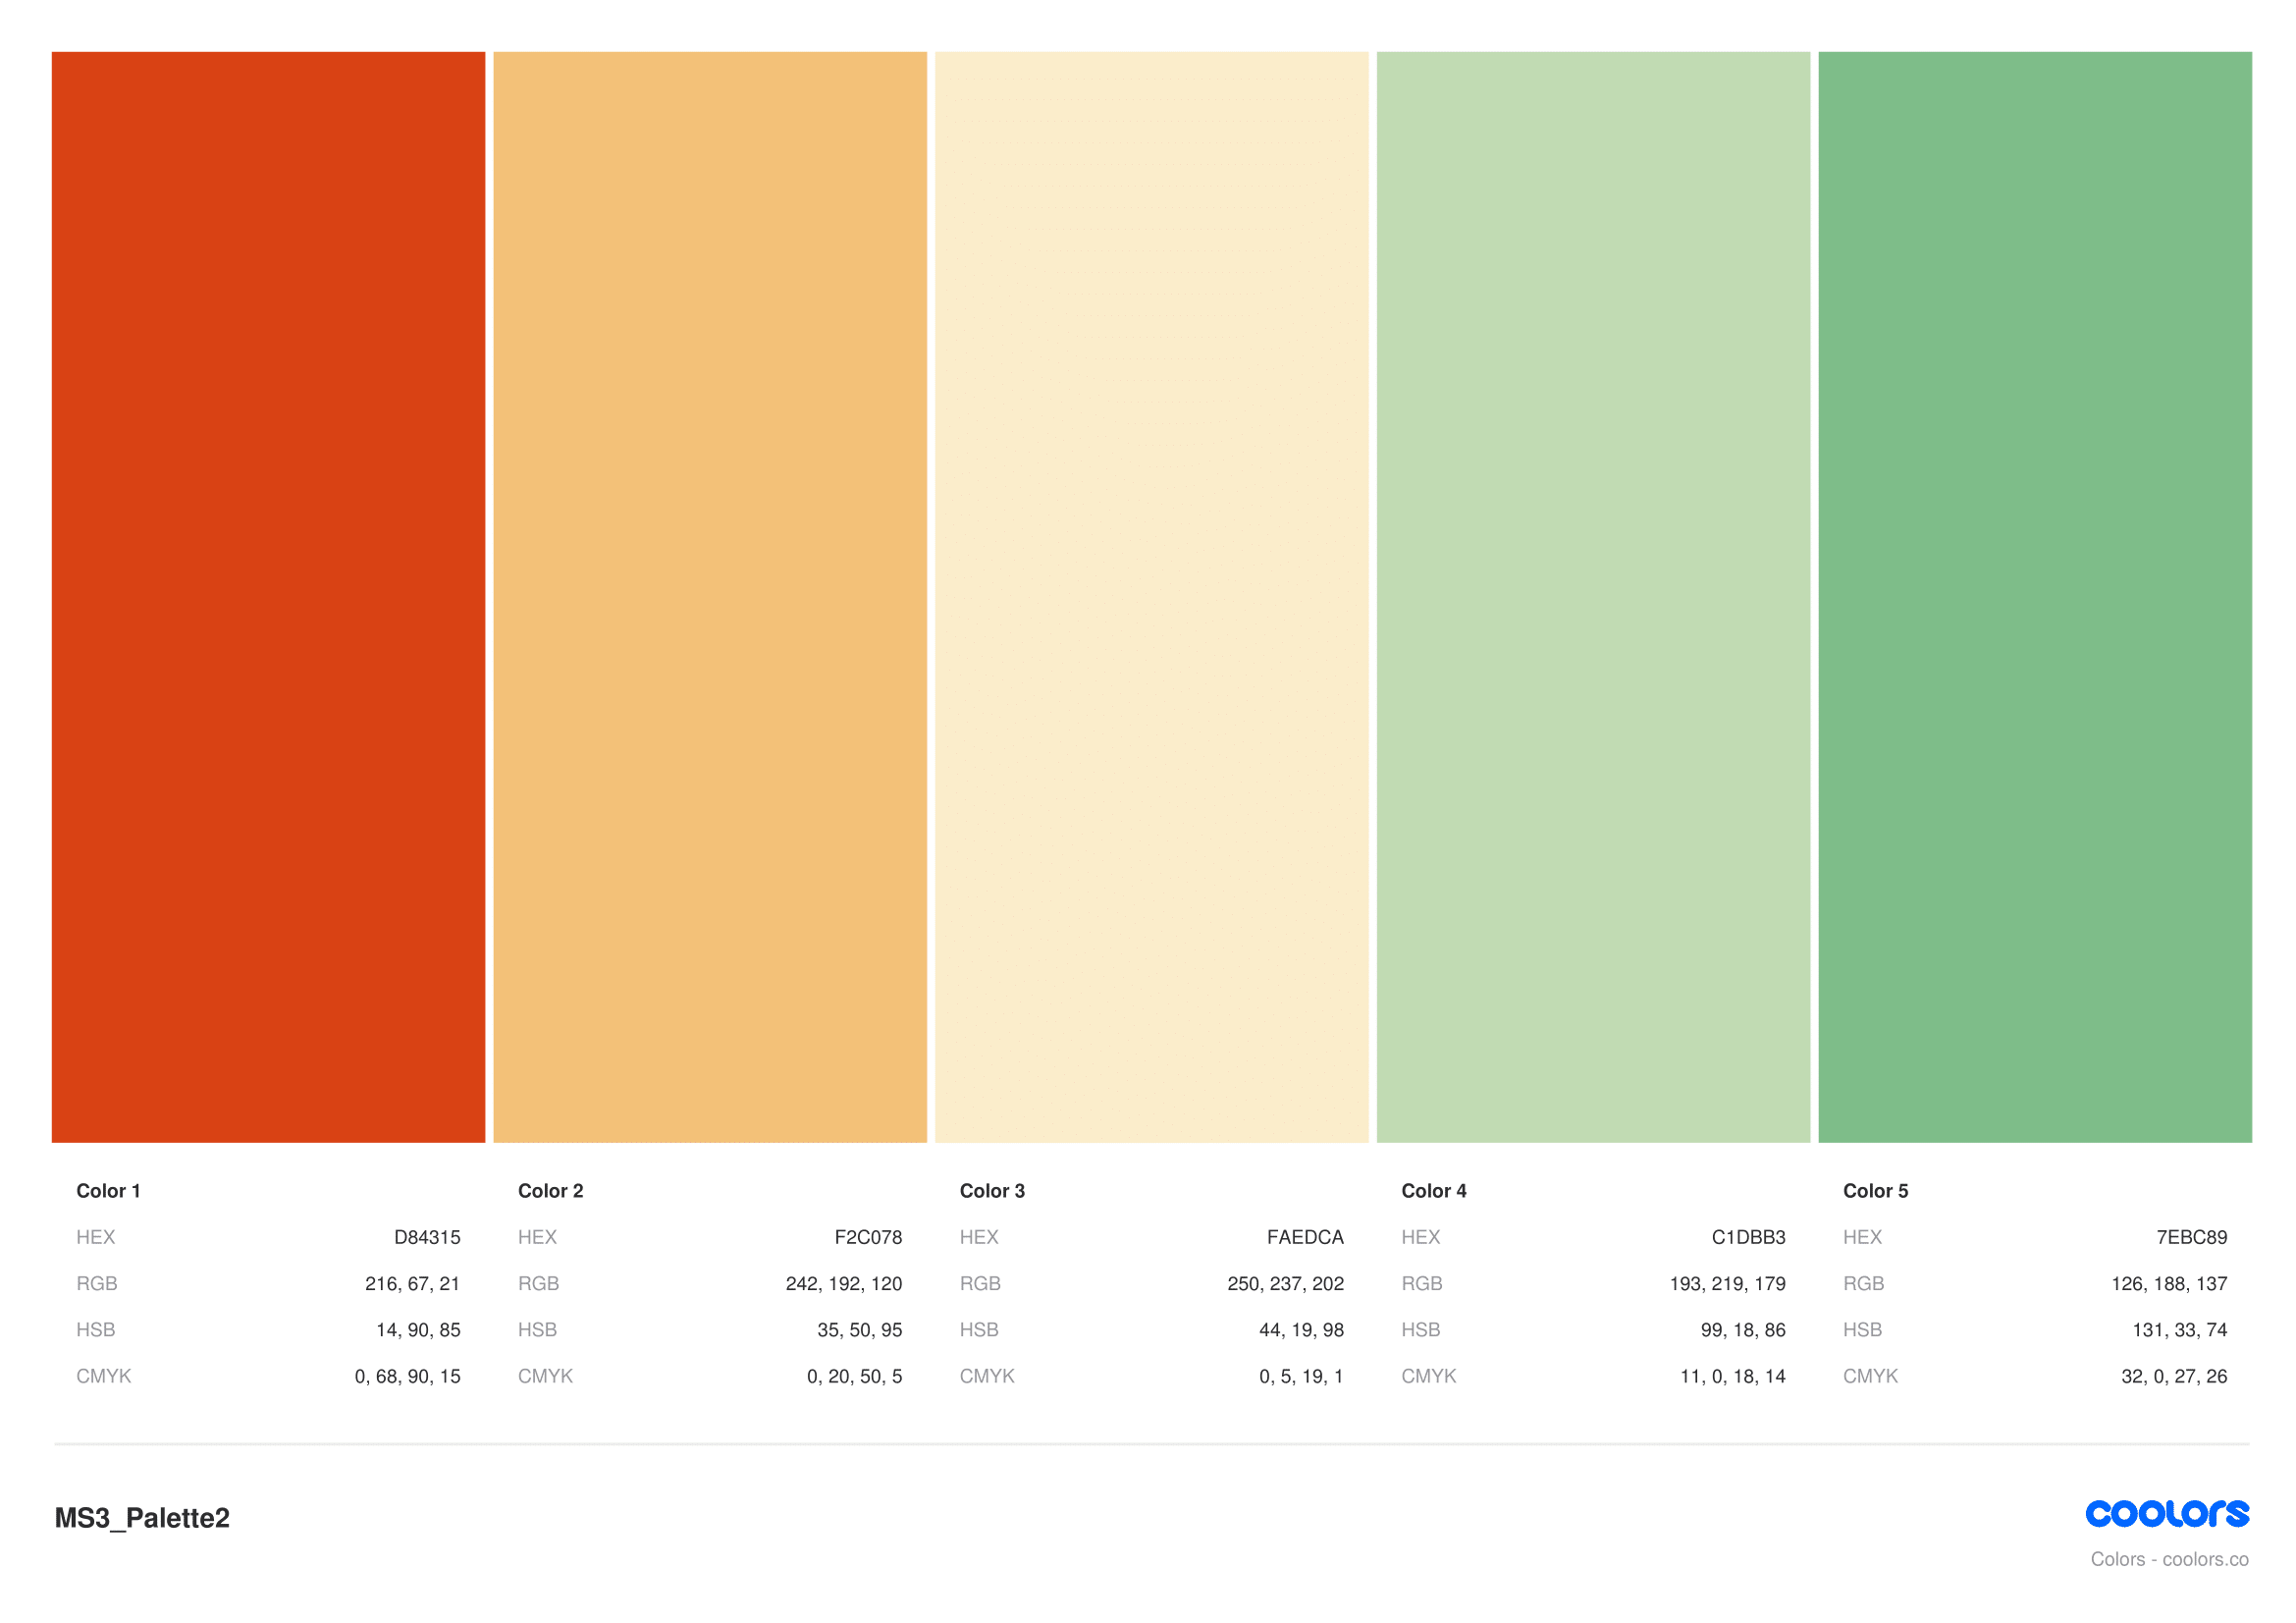 Color 1
HEX D84315
RGB 216, 67, 21
HSB 14, 90, 85
CMYK 0, 68, 90, 15
Color 2
HEX F2C078
RGB 242, 192, 120
HSB 35, 50, 95
CMYK 0, 20, 50, 5
Color 3
HEX FAEDCA
RGB 250, 237, 202
HSB 44, 19, 98
CMYK 0, 5, 19, 1
Color 4
HEX C1DBB3
RGB 193, 219, 179
HSB 99, 18, 86
CMYK 11, 0, 18, 14
Color 5
HEX 7EBC89
RGB 126, 188, 137
HSB 131, 33, 74
CMYK 32, 0, 27, 26
MS3_Palette2
coolors
Colors - coolors.co